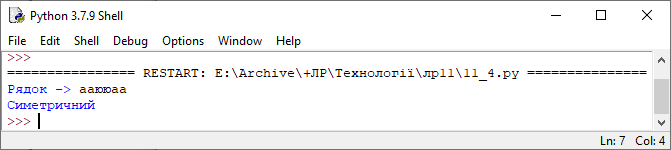 Python 3.7.9 Shell
File Edit Shell Debug Options Window Help
>>>
================ RESTART: E:\Archive\+ЛР\Технології\лр11\11_4.py ===============
Рядок -> ааююаа
Симетричний
>>>
Ln: 7 Col: 4